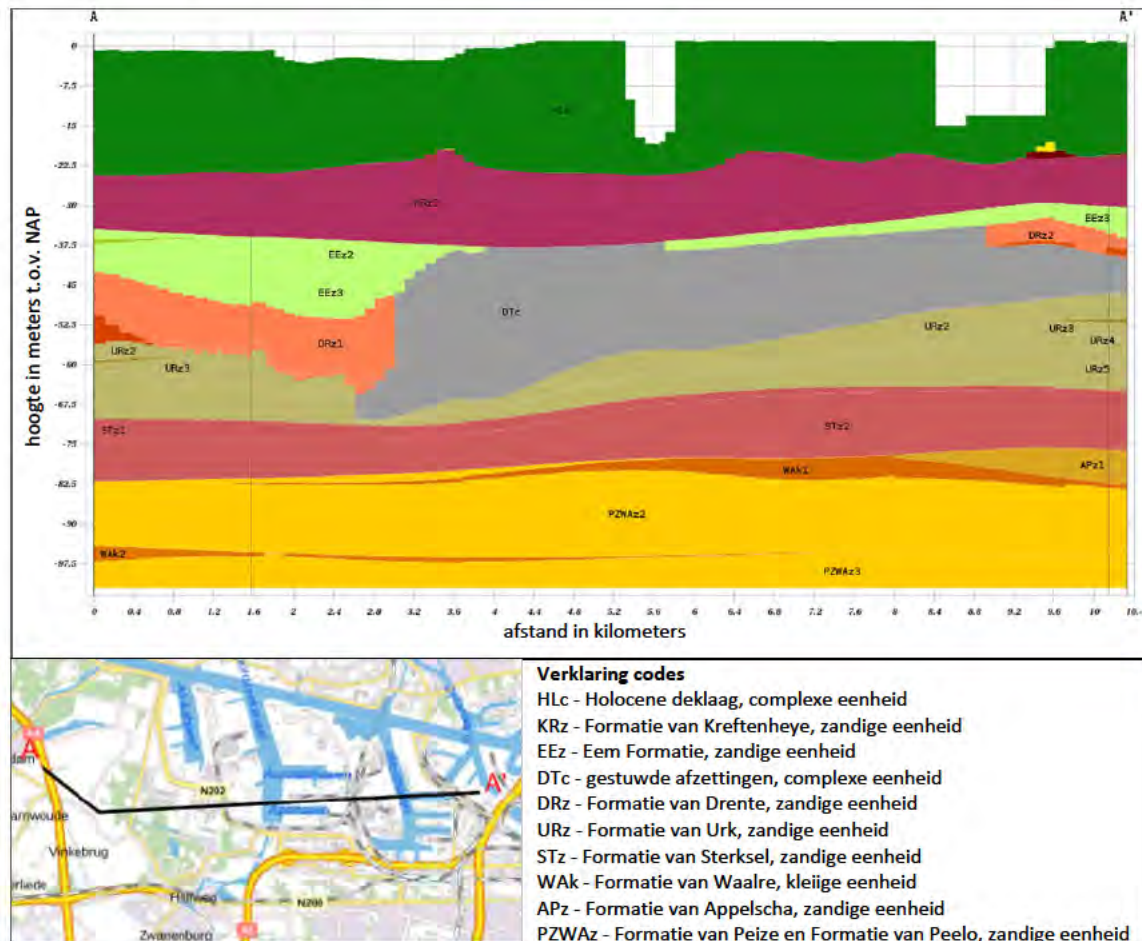 A
A'
0
-7.5
-15
-22.5
-30
-37.5
-45
-52.5
-60
-67.5
-75
-82.5
-90
-97.5
hoogte in meters t.o.v. NAP
EEz2
EEz3
EEz3
DRz2
DTc
DRz1
URz2
URz3
URz2
URz3
URz4
URz5
STz1
STz2
WAk1
APz1
PZWAz2
WAk2
PZWAz3
0 0.4 0.8 1.2 1.6 2 2.4 2.8 3.2 3.6 4 4.4 4.8 5.2 5.6 6 6.4 6.8 7.2 7.6 8 8.4 8.8 9.2 9.6 10 10.4
afstand in kilometers
A
dam
N202
A'
Vinkebrug
Halfweg
N200
Zwanenburg
Verklaring codes
HLc - Holocene deklaag, complexe eenheid
KRz - Formatie van Kreftenheye, zandige eenheid
EEz - Eem Formatie, zandige eenheid
DTc - gestuwde afzettingen, complexe eenheid
DRz - Formatie van Drente, zandige eenheid
URz - Formatie van Urk, zandige eenheid
STz - Formatie van Sterksel, zandige eenheid
WAk - Formatie van Waalre, kleiige eenheid
APz - Formatie van Appelscha, zandige eenheid
PZWAz - Formatie van Peize en Formatie van Peelo, zandige eenheid